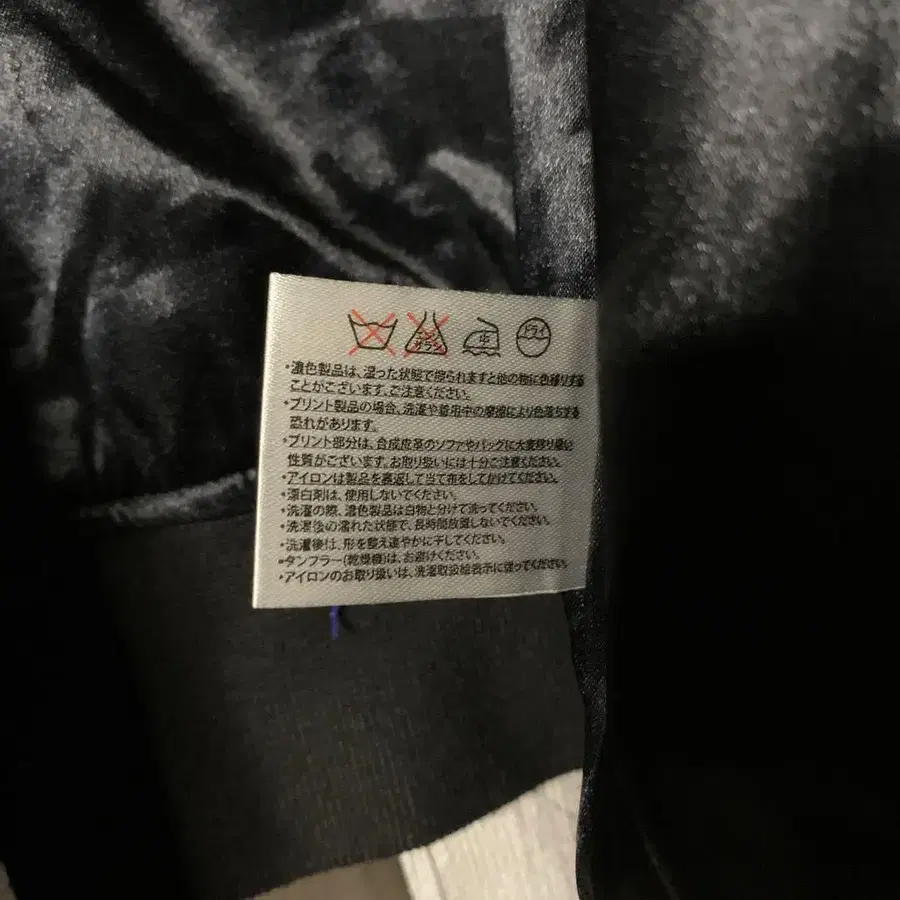 エンソ サラシ 中 ドライ
・濃色製品は、湿った状態で擦られますと他の物に色移りする
ことがございます。ご注意ください。
・プリント製品の場合、洗濯や着用中の摩擦により色落ちする
恐れがあります。
・プリント部分は、合成皮革のソファやバッグに大変移り易い
性質がございます。お取り扱いには十分ご注意ください。
・アイロンは製品を裏返して当て布をしてかけてください。
・漂白剤は、使用しないでください。
・洗濯の際、濃色製品は白物と分けて洗ってください。
・洗濯後の濡れた状態で、長時間放置しないでください。
・洗濯後は、形を整え速やかに干してください。
・タンブラー(乾燥機)は、お避けください。
・アイロンのお取り扱いは、洗濯取扱絵表示に従ってください。